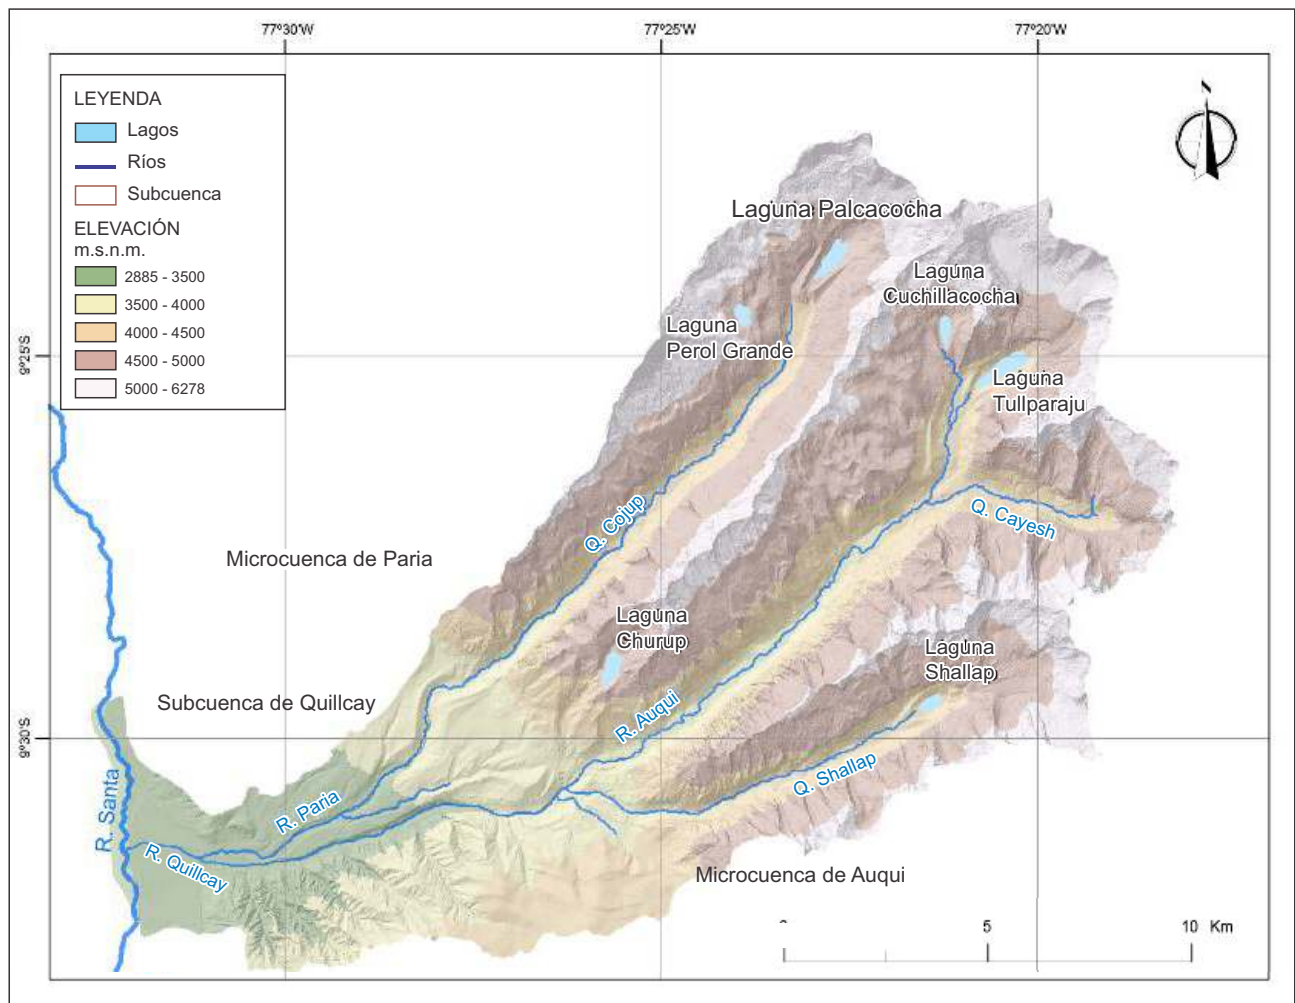 77°30'W
77°25'W
77°20'W
LEYENDA
Lagos
Ríos
Subcuenca
ELEVACIÓN
m.s.n.m.
2885 - 3500
3500 - 4000
4000 - 4500
4500 - 5000
5000 - 6278
N
Laguna Palcacocha
Laguna
Cuchillacocha
Laguna
Perol Grande
9°25'S
Laguna
Tullparaju
Q. Cojup
Q. Cayesh
Microcuenca de Paria
Laguna
Churup
Laguna
Shallap
Subcuenca de Quillcay
R. Auqui
9°30'S
Q. Shallap
R. Santa
R. Paria
R. Quillcay
Microcuenca de Auqui
5
10 Km